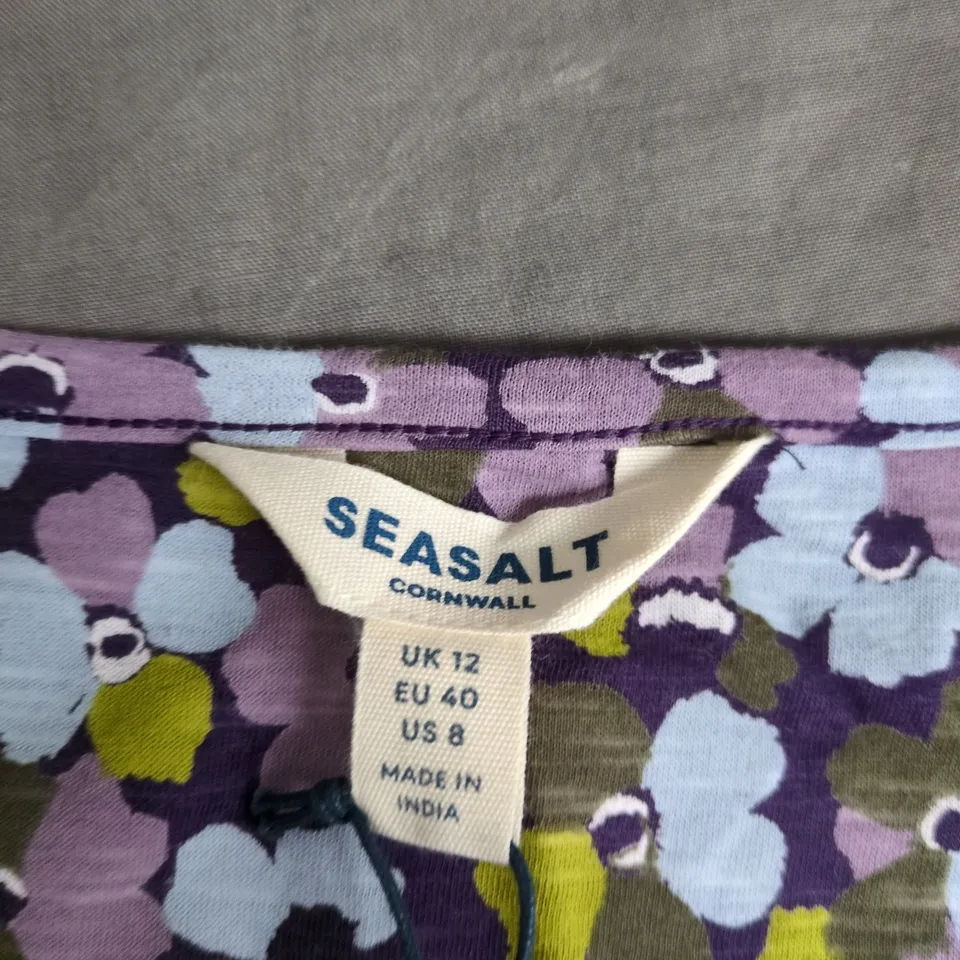 SEASALT
CORNWALL
UK 12
EU 40
US 8
MADE IN
INDIA